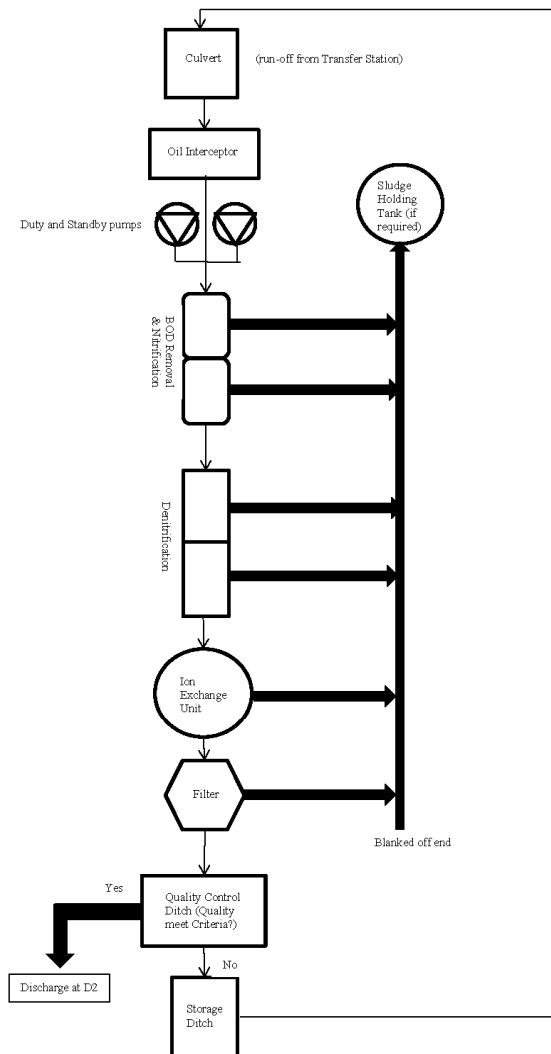 Culvert
(run-off from Transfer Station)
Oil Interceptor
Sludge
Holding
Tank (if
required)
Duty and Standby pumps
BOD Removal
& Nitrification
Denitrification
Ion
Exchange
Unit
Filter
Blanked off end
Yes
Quality Control
Ditch (Quality
meet Criteria?)
No
Discharge at D2
Storage
Ditch